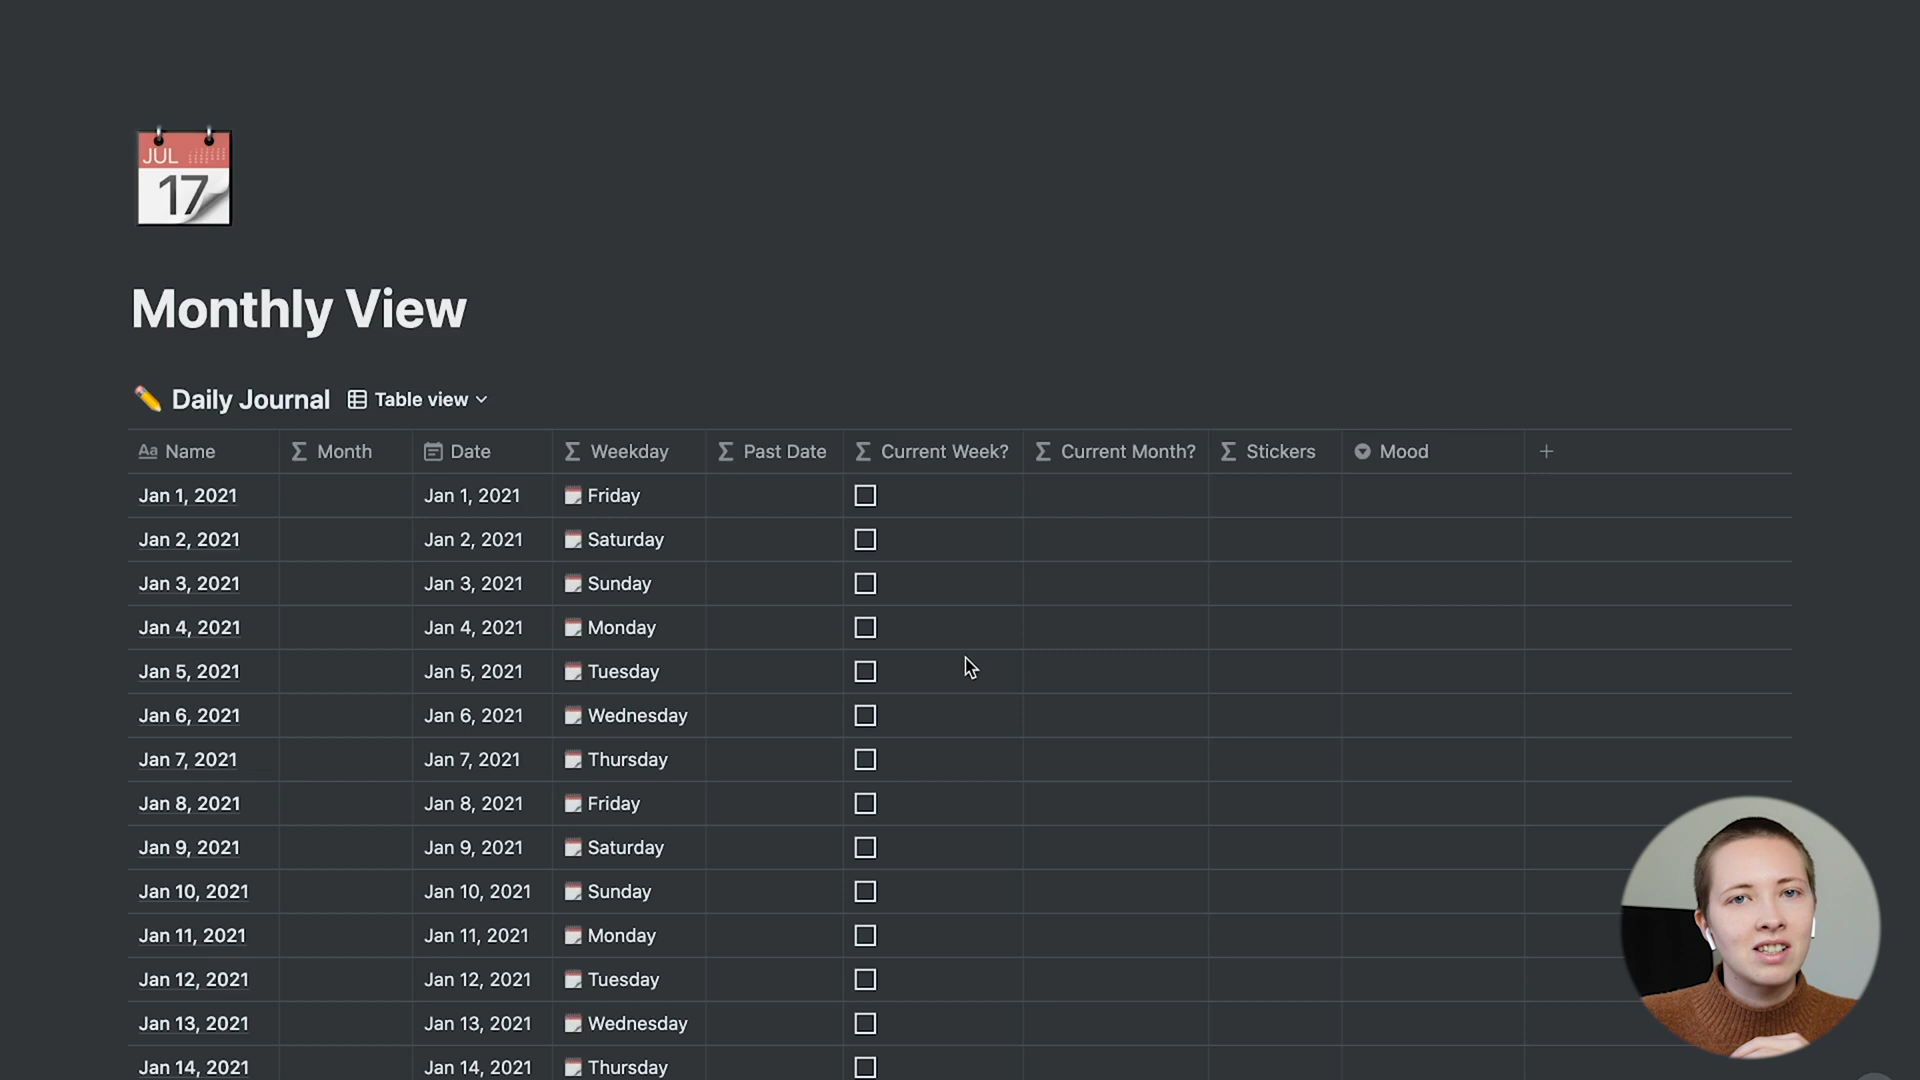 JUL
17
Monthly View
Daily Journal Table view
Aa Name Month Date Weekday Past Date Current Week? Current Month? Stickers Mood
Jan 1, 2021 Jan 1, 2021 Friday
Jan 2, 2021 Jan 2, 2021 Saturday
Jan 3, 2021 Jan 3, 2021 Sunday
Jan 4, 2021 Jan 4, 2021 Monday
Jan 5, 2021 Jan 5, 2021 Tuesday
Jan 6, 2021 Jan 6, 2021 Wednesday
Jan 7, 2021 Jan 7, 2021 Thursday
Jan 8, 2021 Jan 8, 2021 Friday
Jan 9, 2021 Jan 9, 2021 Saturday
Jan 10, 2021 Jan 10, 2021 Sunday
Jan 11, 2021 Jan 11, 2021 Monday
Jan 12, 2021 Jan 12, 2021 Tuesday
Jan 13, 2021 Jan 13, 2021 Wednesday
Jan 14, 2021 Jan 14, 2021 Thursday